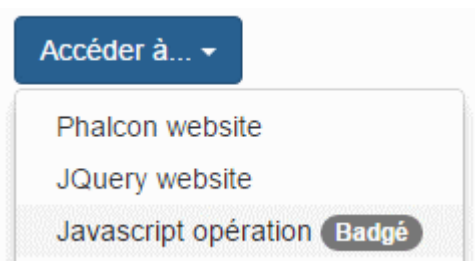 Accéder à...
Phalcon website
JQuery website
Javascript opération Badgé